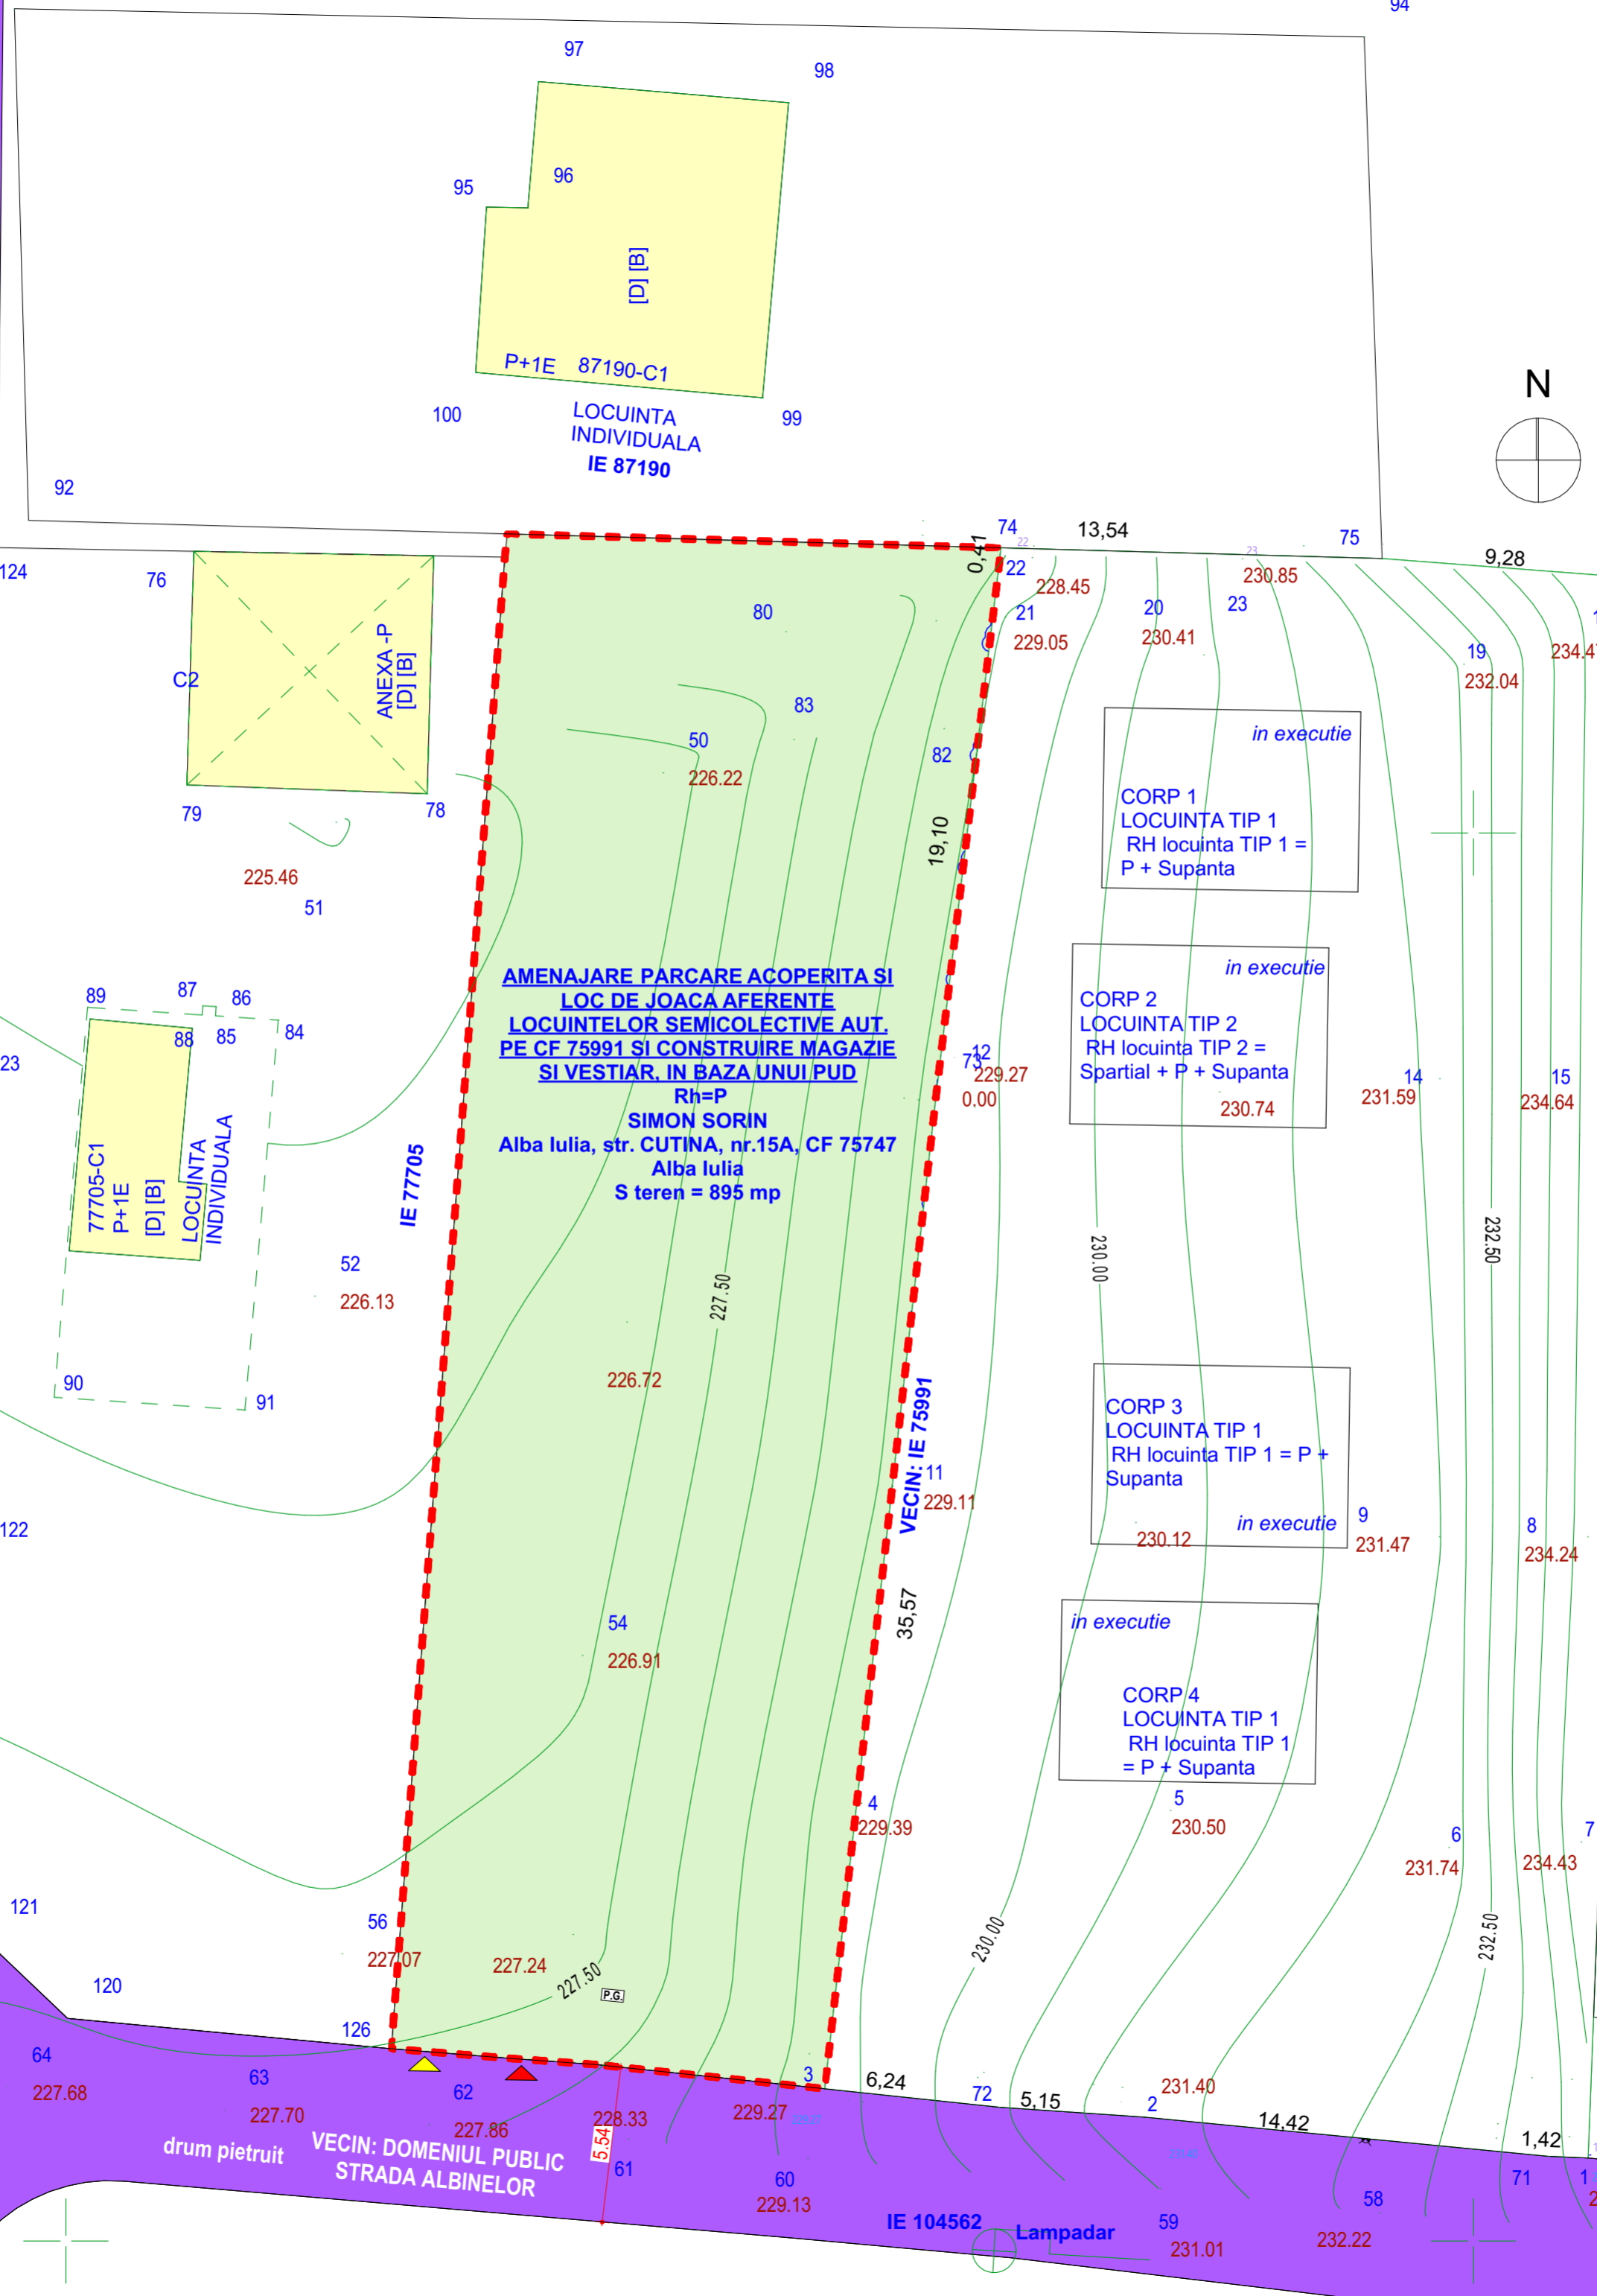 94
97
98
95
96
[D] [B]
P+1E 87190-C1
100
LOCUINTA
INDIVIDUALA
IE 87190
99
92
N
74
13,54
75
9,28
0,41
22
23
124
76
22
228.45
230.85
80
21
20
23
229.05
230.41
19
234.4
232.04
C2
ANEXA -P
[D] [B]
83
50
226.22
82
79
78
19,10
in executie
CORP 1
LOCUINTA TIP 1
RH locuinta TIP 1 =
P + Supanta
225.46
51
in executie
CORP 2
LOCUINTA TIP 2
RH locuinta TIP 2 =
Spartial + P + Supanta
230.74
89
87
86
88
85
84
23
AMENAJARE PARCARE ACOPERITA SI
LOC DE JOACA AFERENTE
LOCUINTELOR SEMICOLECTIVE AUT.
PE CF 75991 SI CONSTRUIRE MAGAZIE
SI VESTIAR, IN BAZA UNUI PUD
Rh=P
SIMON SORIN
Alba Iulia, str. CUTINA, nr.15A, CF 75747
Alba Iulia
S teren = 895 mp
12
73
229.27
0.00
14
231.59
15
234.64
77705-C1
P+1E
[D] [B]
LOCUINTA
INDIVIDUALA
IE 77705
52
226.13
227.50
230.00
232.50
90
91
226.72
VECIN: IE 75991
11
229.11
CORP 3
LOCUINTA TIP 1
RH locuinta TIP 1 = P +
Supanta
in executie
230.12
9
231.47
8
234.24
122
35,57
54
226.91
in executie
CORP 4
LOCUINTA TIP 1
RH locuinta TIP 1
= P + Supanta
4
229.39
5
230.50
6
231.74
7
234.43
121
56
227.07
227.24
227.50
P.G.
230.00
232.50
120
126
64
227.68
63
227.70
62
227.86
228.33
5.54
61
3
229.27
6,24
72
5,15
2
231.40
14,42
1,42
71
1
2
drum pietruit
VECIN: DOMENIUL PUBLIC
STRADA ALBINELOR
60
229.13
IE 104562
Lampadar
59
231.01
58
232.22